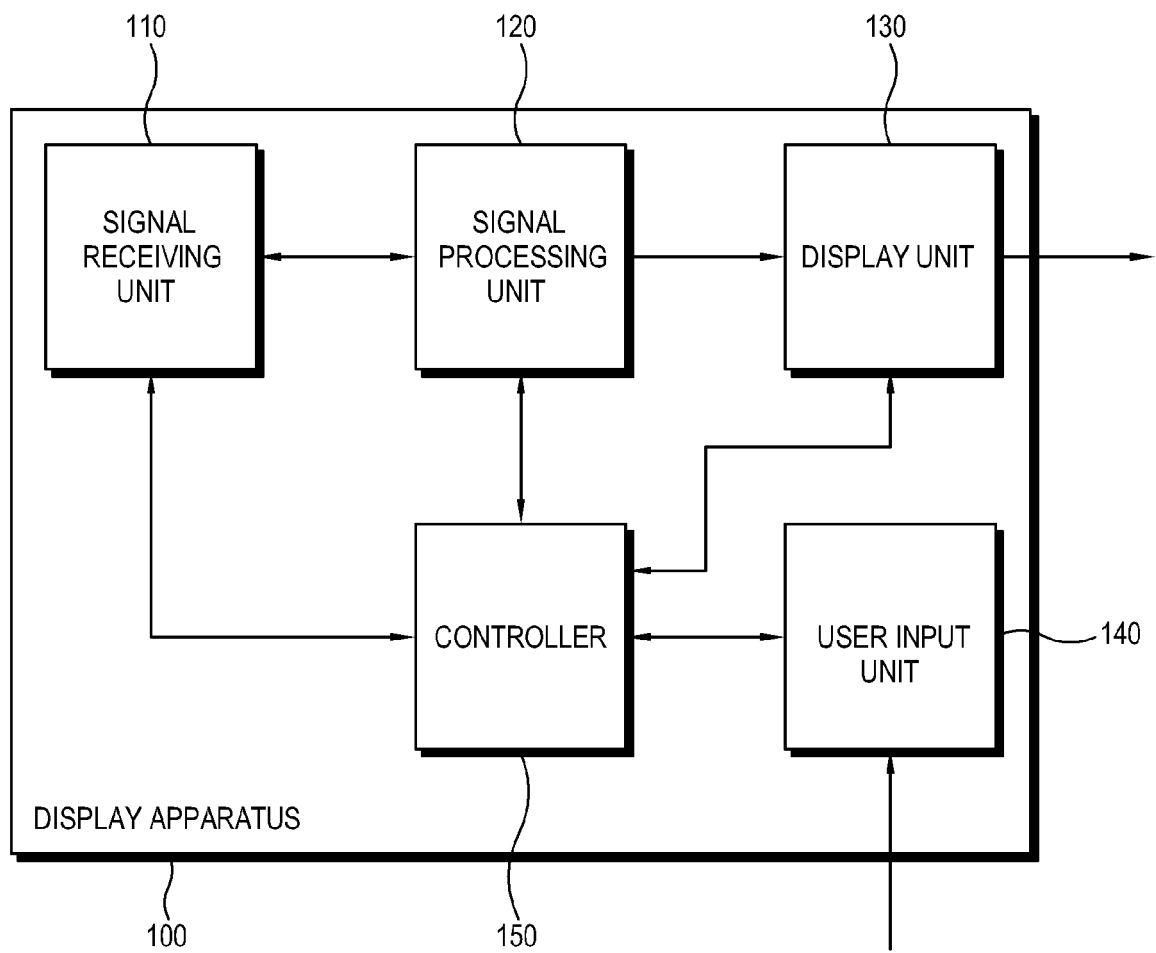 110
120
130
SIGNAL
RECEIVING
UNIT
SIGNAL
PROCESSING
UNIT
DISPLAY UNIT
CONTROLLER
USER INPUT
UNIT
140
DISPLAY APPARATUS
100
150